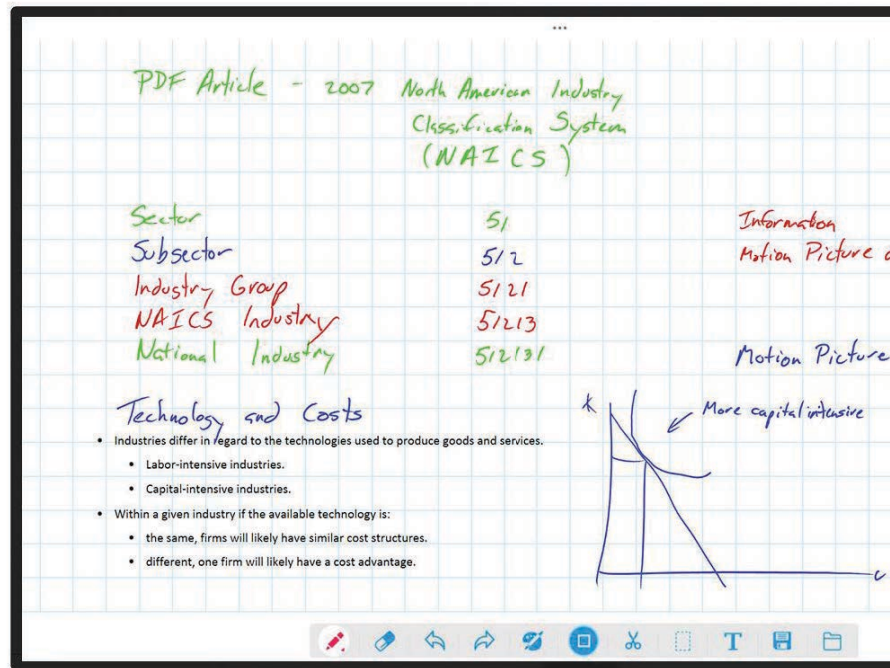 PDF Article - 2007 North American Industry
Classification System
(NAICS)
Sector 51 Information
Subsector 512 Motion Picture
Industry Group 5121
NAICS Industry 51213
National Industry 512131 Motion Picture
Technology and Costs
K
More capital intensive
• Industries differ in regard to the technologies used to produce goods and services.
• Labor-intensive industries.
• Capital-intensive industries.
• Within a given industry if the available technology is:
• the same, firms will likely have similar cost structures.
• different, one firm will likely have a cost advantage.
T